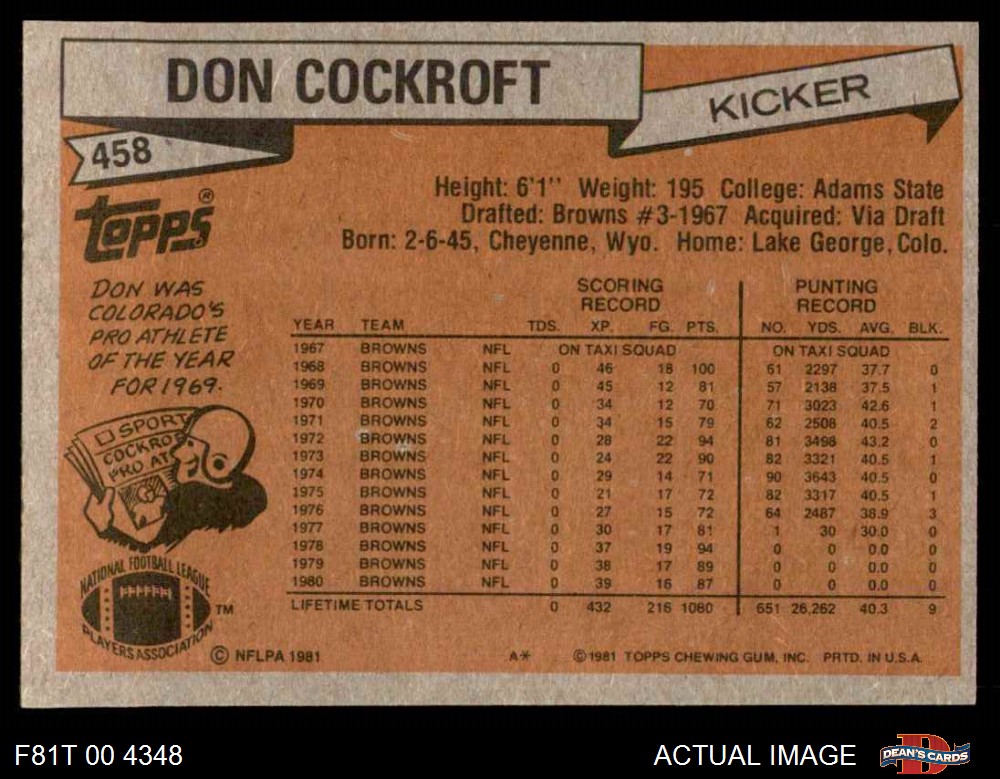 DON COCKROFT
KICKER
458
Topps®
Height: 6'1" Weight: 195 College: Adams State
Drafted: Browns #3-1967 Acquired: Via Draft
Born: 2-6-45, Cheyenne, Wyo. Home: Lake George, Colo.
DON WAS
COLORADO'S
PRO ATHLETE
OF THE YEAR
FOR 1969.
SPORT
COCKROF
PRO AT
SCORING RECORD PUNTING RECORD
YEAR TEAM TDS. XP. FG. PTS. NO. YDS. AVG. BLK.
1967 BROWNS NFL ON TAXI SQUAD ON TAXI SQUAD
1968 BROWNS NFL 0 46 18 100 61 2297 37.7 0
1969 BROWNS NFL 0 45 12 81 57 2138 37.5 1
1970 BROWNS NFL 0 34 12 70 71 3023 42.6 1
1971 BROWNS NFL 0 34 15 79 62 2508 40.5 2
1972 BROWNS NFL 0 28 22 94 81 3498 43.2 0
1973 BROWNS NFL 0 24 22 90 82 3321 40.5 1
1974 BROWNS NFL 0 29 14 71 90 3643 40.5 0
1975 BROWNS NFL 0 21 17 72 82 3317 40.5 1
1976 BROWNS NFL 0 27 15 72 64 2487 38.9 3
1977 BROWNS NFL 0 30 17 81 1 30 30.0 0
1978 BROWNS NFL 0 37 19 94 0 0 0.0 0
1979 BROWNS NFL 0 38 17 89 0 0 0.0 0
1980 BROWNS NFL 0 39 16 87 0 0 0.0 0
LIFETIME TOTALS 0 432 216 1080 651 26,262 40.3 9
NATIONAL FOOTBALL LEAGUE
PLAYERS ASSOCIATION ™
© NFLPA 1981 A* © 1981 TOPPS CHEWING GUM, INC. PRTD. IN U.S.A.
F81T 00 4348 ACTUAL IMAGE DEAN'S CARDS